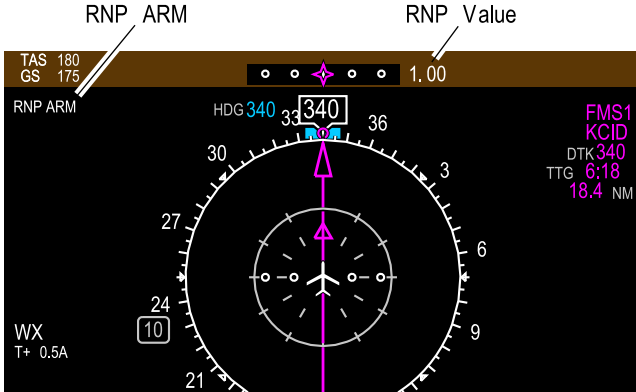 RNP ARM
RNP Value
TAS 180
GS 175
1.00
RNP ARM
HDG 340
33
340
36
FMS1
KCID
DTK 340
TTG 6:18
18.4 NM
30
3
27
6
24
10
9
WX
T+ 0.5A
21